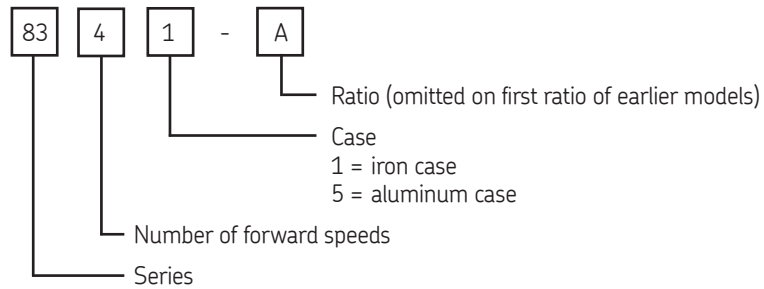 83 4 1 - A
Ratio (omitted on first ratio of earlier models)
Case
1 = iron case
5 = aluminum case
Number of forward speeds
Series